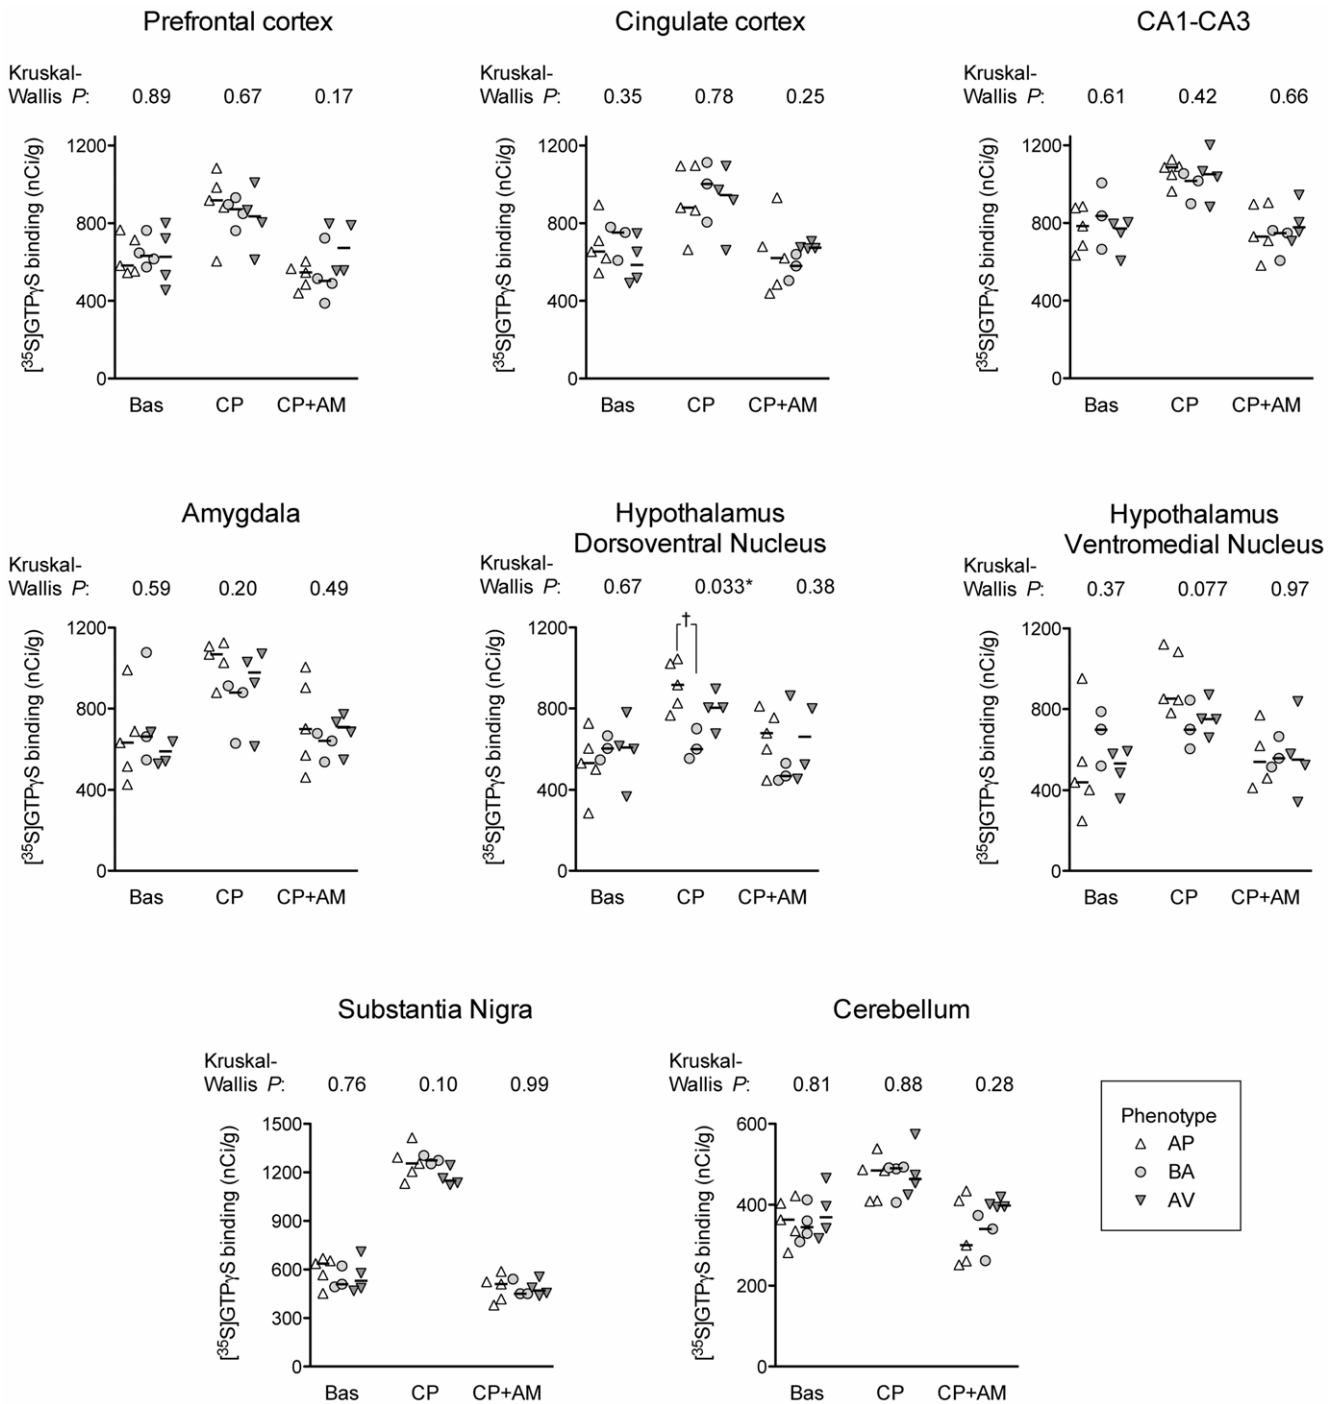 Prefrontal cortex
Kruskal-
Wallis P: 0.89 0.67 0.17
[35S]GTPγS binding (nCi/g)
1200
800
400
0
Bas CP CP+AM
Cingulate cortex
Kruskal-
Wallis P: 0.35 0.78 0.25
[35S]GTPγS binding (nCi/g)
1200
800
400
0
Bas CP CP+AM
CA1-CA3
Kruskal-
Wallis P: 0.61 0.42 0.66
[35S]GTPγS binding (nCi/g)
1200
800
400
0
Bas CP CP+AM
Amygdala
Kruskal-
Wallis P: 0.59 0.20 0.49
[35S]GTPγS binding (nCi/g)
1200
800
400
0
Bas CP CP+AM
Hypothalamus
Dorsoventral Nucleus
Kruskal-
Wallis P: 0.67 0.033* 0.38
[35S]GTPγS binding (nCi/g)
1200
800
400
0
†
Bas CP CP+AM
Hypothalamus
Ventromedial Nucleus
Kruskal-
Wallis P: 0.37 0.077 0.97
[35S]GTPγS binding (nCi/g)
1200
800
400
0
Bas CP CP+AM
Substantia Nigra
Kruskal-
Wallis P: 0.76 0.10 0.99
[35S]GTPγS binding (nCi/g)
1500
1200
900
600
300
0
Bas CP CP+AM
Cerebellum
Kruskal-
Wallis P: 0.81 0.88 0.28
[35S]GTPγS binding (nCi/g)
600
400
200
0
Bas CP CP+AM
Phenotype
AP
BA
AV